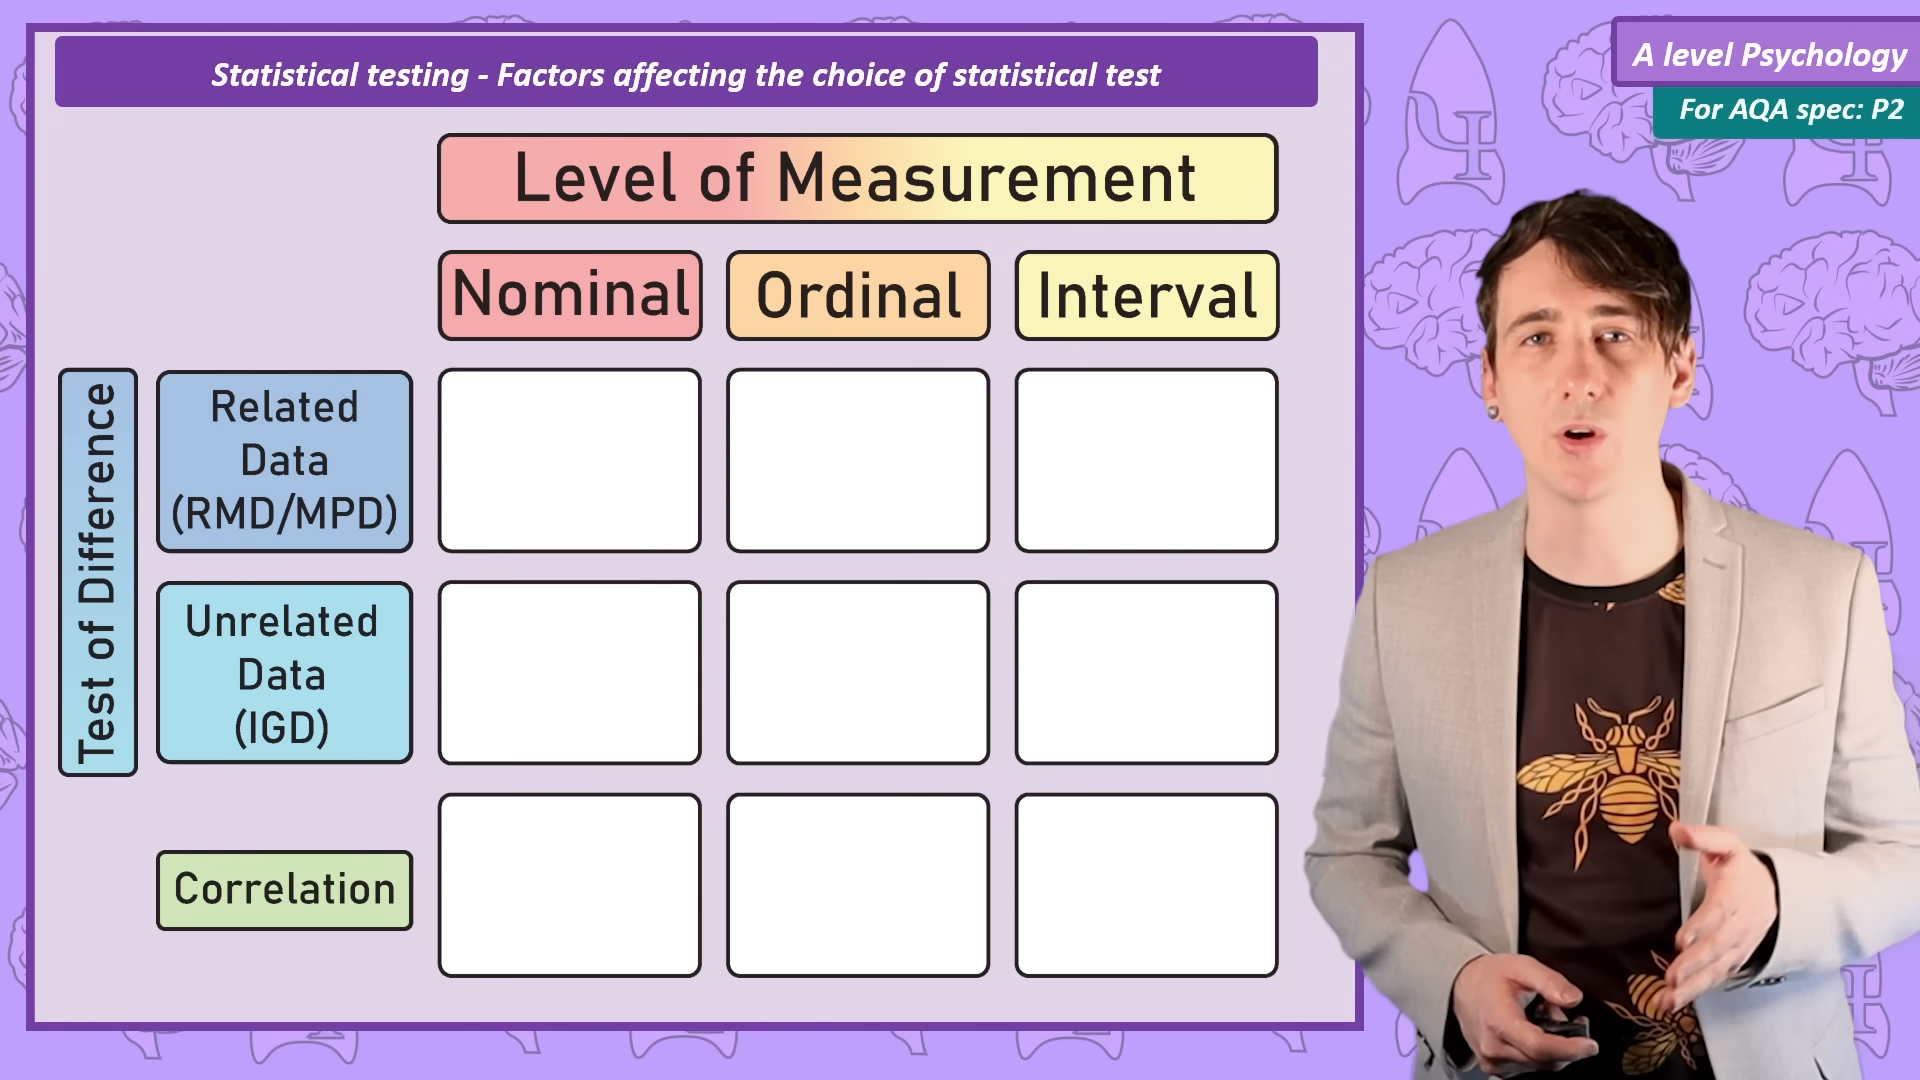 Statistical testing - Factors affecting the choice of statistical test
A level Psychology
For AQA spec: P2
Level of Measurement
Nominal
Ordinal
Interval
Test of Difference
Related
Data
(RMD/MPD)
Unrelated
Data
(IGD)
Correlation